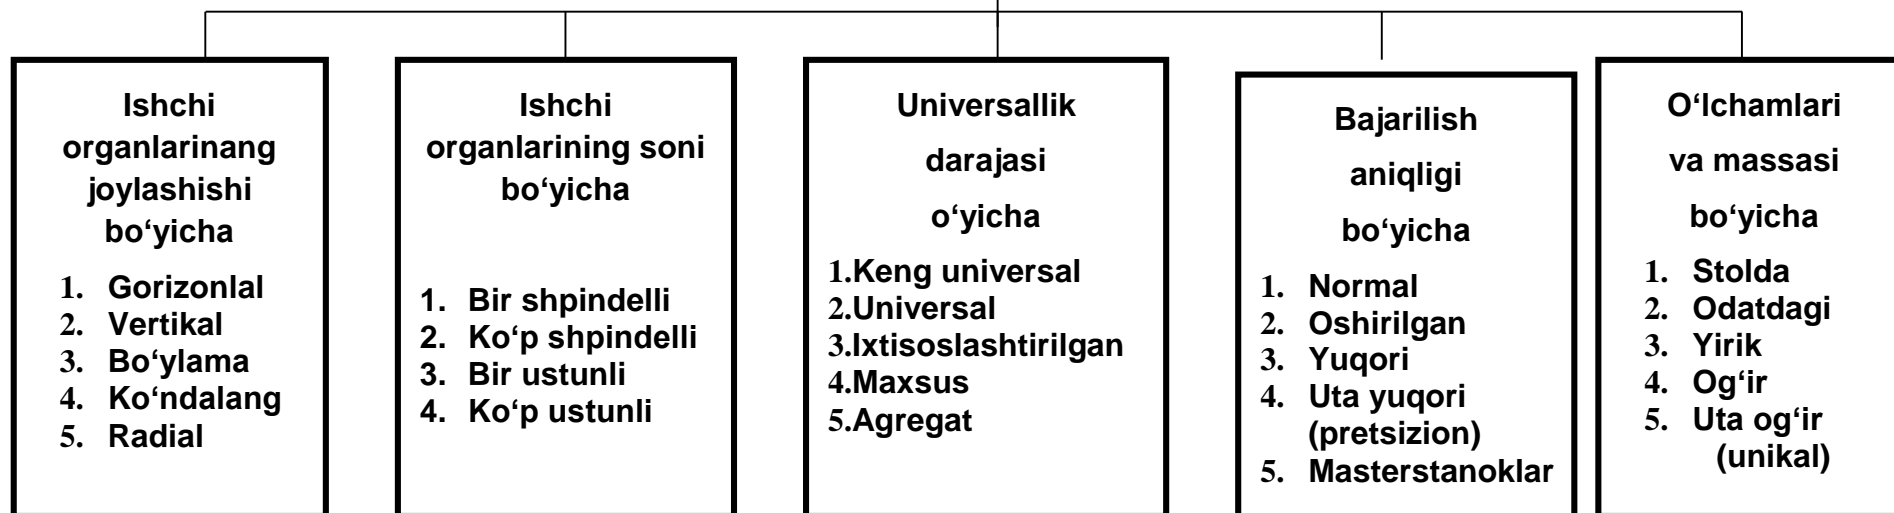 Ishchi
organlarinang
joylashishi
bo‘yicha
1. Gorizonlal
2. Vertikal
3. Bo‘ylama
4. Ko‘ndalang
5. Radial
Ishchi
organlarining soni
bo‘yicha
1. Bir shpindelli
2. Ko‘p shpindelli
3. Bir ustunli
4. Ko‘p ustunli
Universallik
darajasi
o‘yicha
1.Keng universal
2.Universal
3.Ixtisoslashtirilgan
4.Maxsus
5.Agregat
Bajarilish
aniqligi
bo‘yicha
1. Normal
2. Oshirilgan
3. Yuqori
4. Uta yuqori
(pretsizion)
5. Masterstanoklar
O‘lchamlari
va massasi
bo‘yicha
1. Stolda
2. Odatdagi
3. Yirik
4. Og‘ir
5. Uta og‘ir
(unikal)